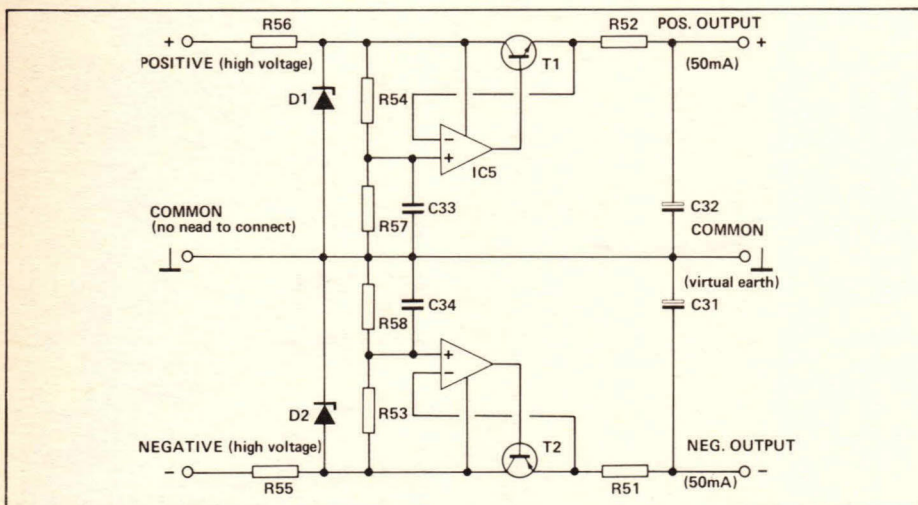 R56
R52
POS. OUTPUT
+
+
POSITIVE (high voltage)
T1
(50mA)
D1
R54
−
+
IC5
COMMON
(no nead to connect)
R57
C33
C32
COMMON
(virtual earth)
R58
C34
C31
+
−
D2
R53
NEGATIVE (high voltage)
T2
NEG. OUTPUT
−
−
R55
R51
(50mA)